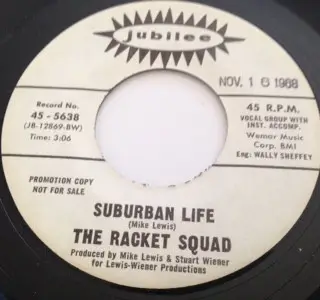 Jubilee
NOV. 1 6 1968
Record No.
45 - 5638
(JB-12869-BW)
Time: 3:06
45 R.P.M.
VOCAL GROUP WITH
INST. ACCOMP.
Wemar Music
Corp. BMI
Eng: WALLY SHEFFEY
PROMOTION COPY
NOT FOR SALE
SUBURBAN LIFE
(Mike Lewis)
THE RACKET SQUAD
Produced by Mike Lewis & Stuart Wiener
for Lewis-Wiener Productions